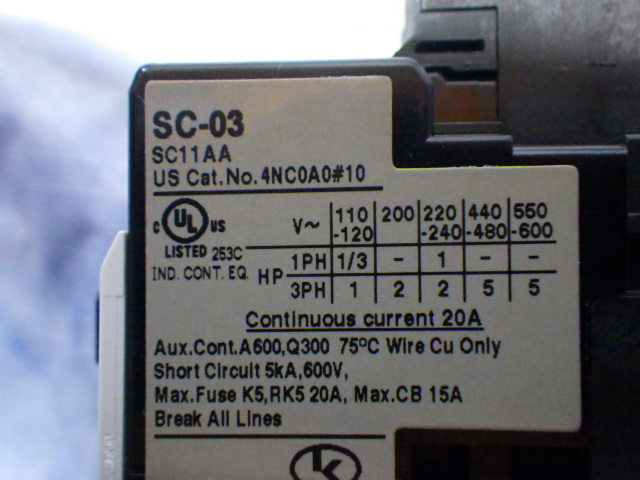 SC-03
SC11AA
US Cat.No. 4NC0A0#10
C UL US
LISTED 253C
IND. CONT. EQ.
V~ 110-120 200 220-240 440-480 550-600
HP 1PH 1/3 – 1 – –
3PH 1 2 2 5 5
Continuous current 20A
Aux.Cont.A600,Q300 75°C Wire Cu Only
Short Circuit 5kA,600V,
Max.Fuse K5,RK5 20A, Max.CB 15A
Break All Lines